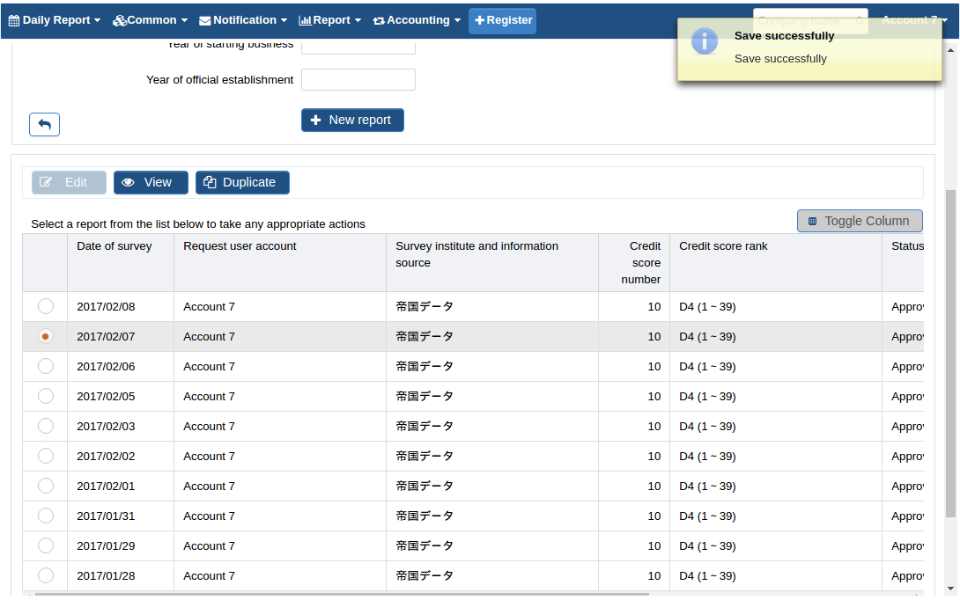 Daily Report Common Notification Report Accounting + Register Company name Account 7
Save successfully
Save successfully
Year of starting business
Year of official establishment
+ New report
Edit View Duplicate
Select a report from the list below to take any appropriate actions
Toggle Column
Date of survey Request user account Survey institute and information source Credit score number Credit score rank Status
2017/02/08 Account 7 帝国データ 10 D4 (1 ~ 39) Approv
2017/02/07 Account 7 帝国データ 10 D4 (1 ~ 39) Approv
2017/02/06 Account 7 帝国データ 10 D4 (1 ~ 39) Approv
2017/02/05 Account 7 帝国データ 10 D4 (1 ~ 39) Approv
2017/02/03 Account 7 帝国データ 10 D4 (1 ~ 39) Approv
2017/02/02 Account 7 帝国データ 10 D4 (1 ~ 39) Approv
2017/02/01 Account 7 帝国データ 10 D4 (1 ~ 39) Approv
2017/01/31 Account 7 帝国データ 10 D4 (1 ~ 39) Approv
2017/01/29 Account 7 帝国データ 10 D4 (1 ~ 39) Approv
2017/01/28 Account 7 帝国データ 10 D4 (1 ~ 39) Approv